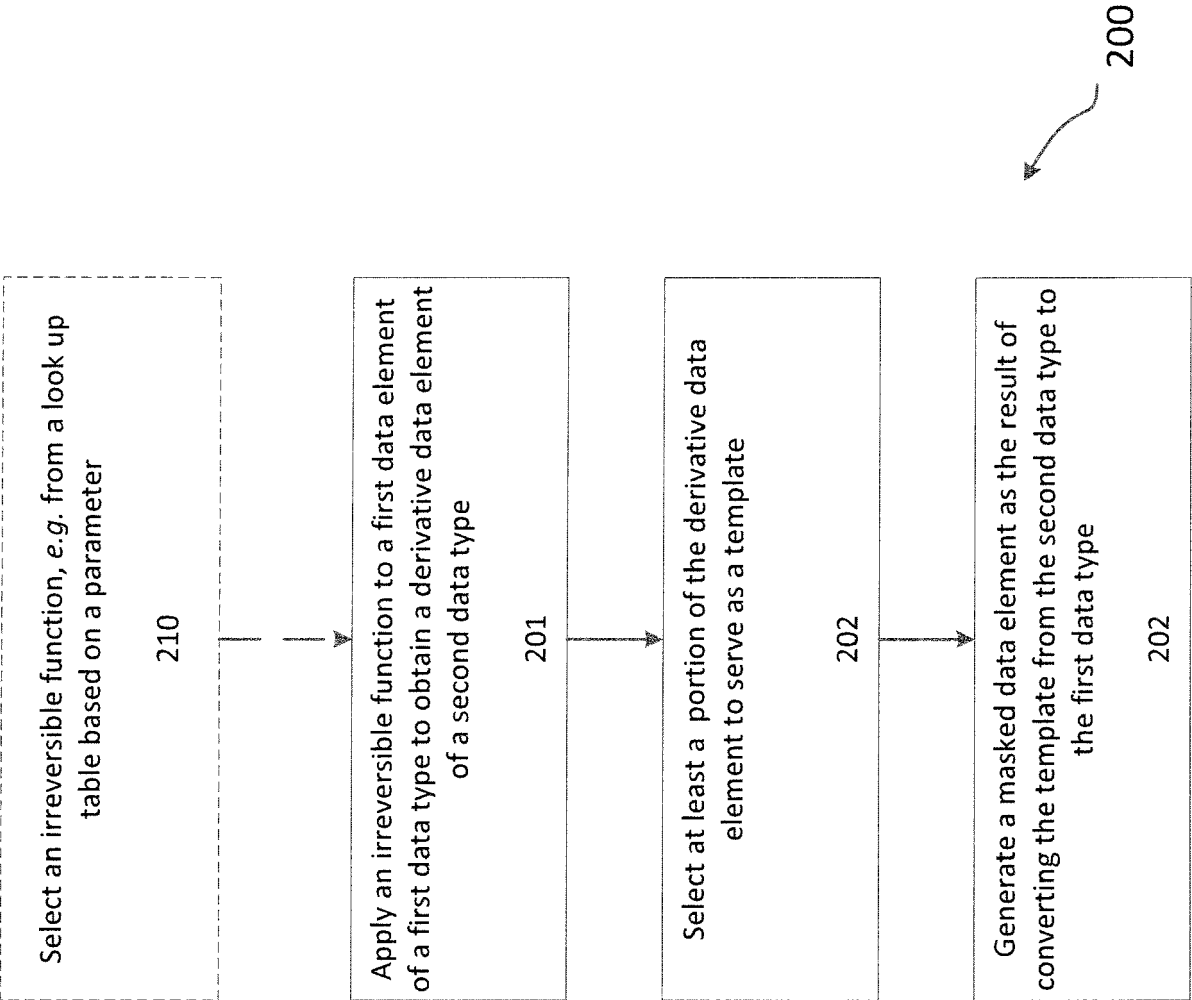 Select an irreversible function, e.g. from a look up
table based on a parameter
210
Apply an irreversible function to a first data element
of a first data type to obtain a derivative data element
of a second data type
201
Select at least a portion of the derivative data
element to serve as a template
202
Generate a masked data element as the result of
converting the template from the second data type to
the first data type
202
200